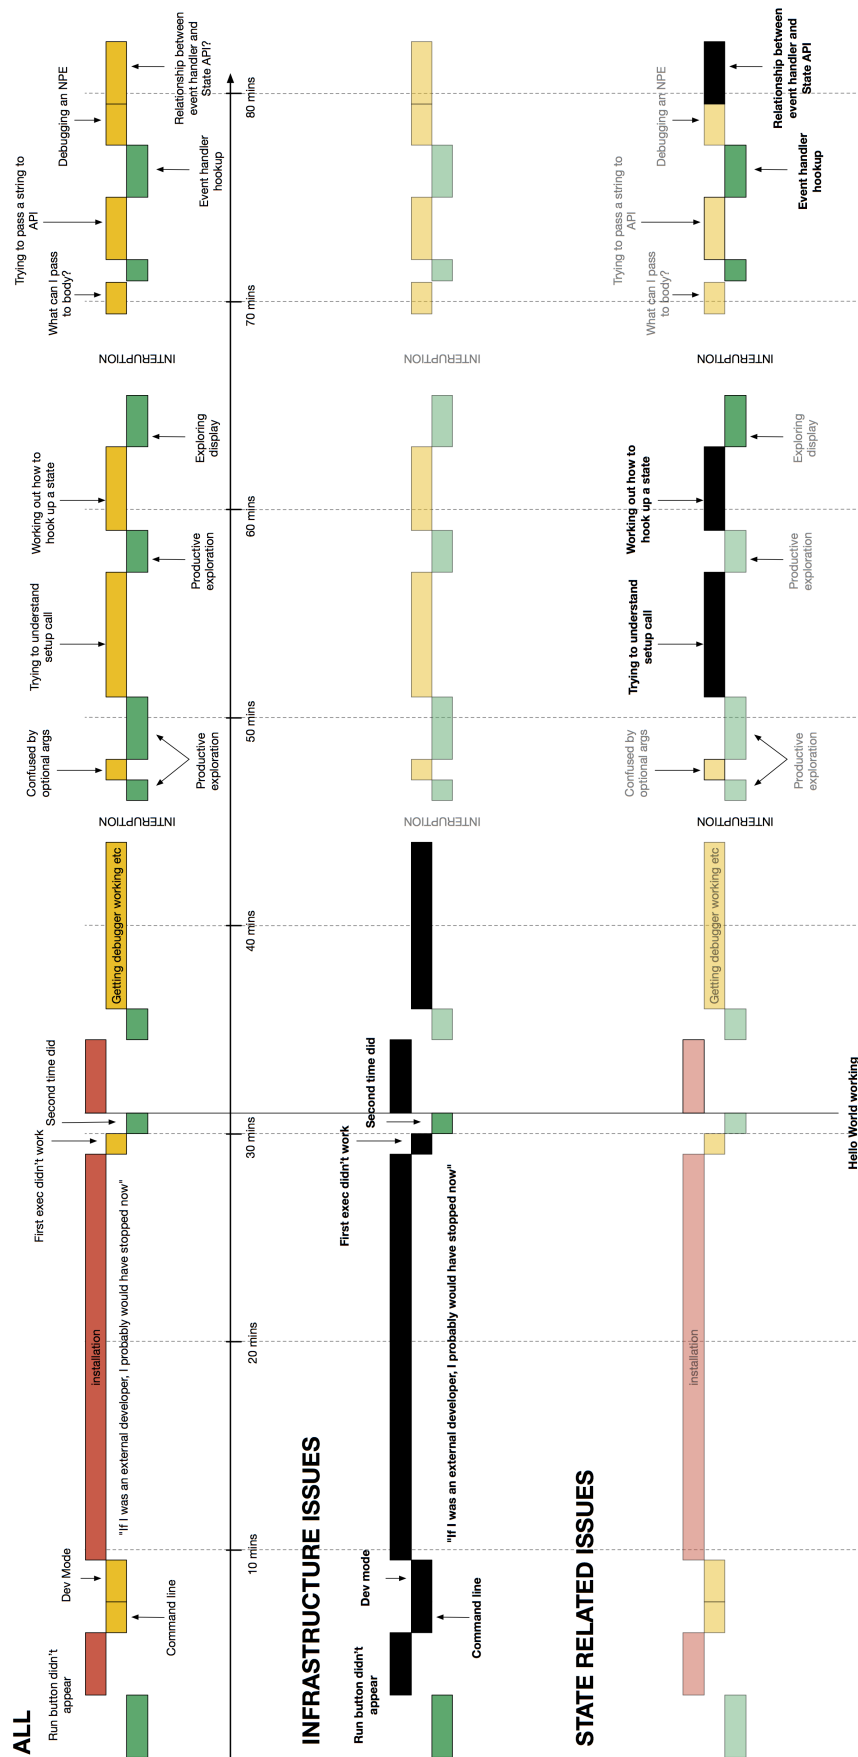 ALL
Run button didn't
appear
Command line
Dev Mode
installation
"If I was an external developer, I probably would have stopped now"
First exec didn't work
Second time did
Getting debugger working etc
INTERUPTION
Confused by
optional args
Productive
exploration
Trying to understand
setup call
Productive
exploration
Working out how to
hook up a state
Exploring
display
INTERUPTION
What can I pass
to body?
Trying to pass a string to
API
Event handler
hookup
Debugging an NPE
Relationship between
event handler and
State API?
10 mins
20 mins
30 mins
40 mins
50 mins
60 mins
70 mins
80 mins
INFRASTRUCTURE ISSUES
Run button didn't
appear
Command line
Dev mode
"If I was an external developer, I probably would have stopped now"
First exec didn't work
Second time did
INTERUPTION
INTERUPTION
STATE RELATED ISSUES
installation
Hello World working
Getting debugger working etc
INTERUPTION
Confused by
optional args
Productive
exploration
Trying to understand
setup call
Productive
exploration
Working out how to
hook up a state
Exploring
display
INTERUPTION
What can I pass
to body?
Trying to pass a string to
API
Event handler
hookup
Debugging an NPE
Relationship between
event handler and
State API